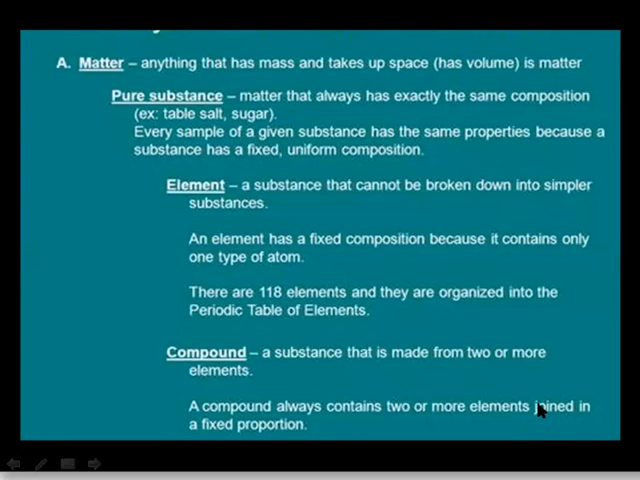 A. Matter – anything that has mass and takes up space (has volume) is matter
Pure substance – matter that always has exactly the same composition
(ex: table salt, sugar).
Every sample of a given substance has the same properties because a
substance has a fixed, uniform composition.
Element – a substance that cannot be broken down into simpler
substances.
An element has a fixed composition because it contains only
one type of atom.
There are 118 elements and they are organized into the
Periodic Table of Elements.
Compound – a substance that is made from two or more
elements.
A compound always contains two or more elements joined in
a fixed proportion.